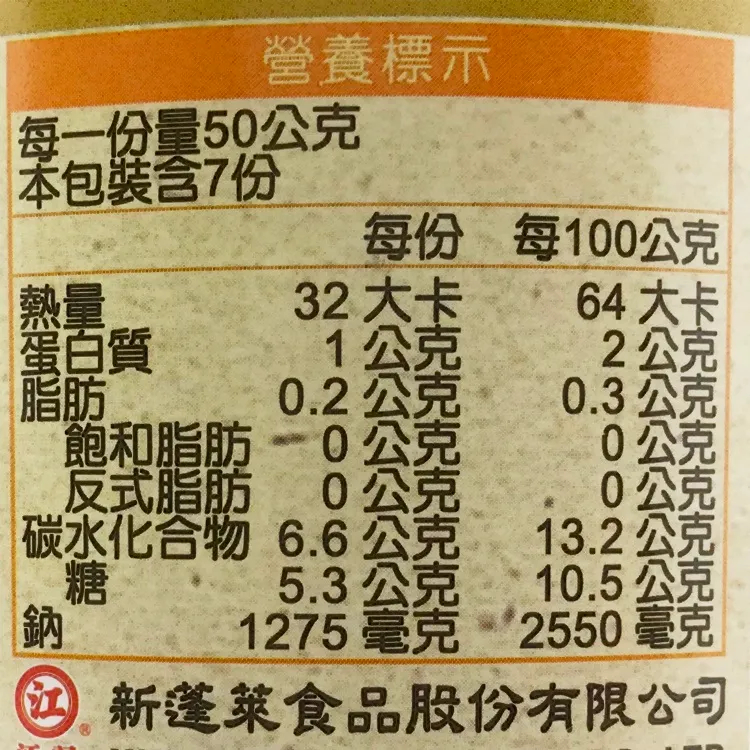 營養標示
每一份量50公克
本包裝含7份
每份 每100公克
熱量 32 大卡 64 大卡
蛋白質 1 公克 2 公克
脂肪 0.2 公克 0.3 公克
飽和脂肪 0 公克 0 公克
反式脂肪 0 公克 0 公克
碳水化合物 6.6 公克 13.2 公克
糖 5.3 公克 10.5 公克
鈉 1275 毫克 2550 毫克
江® 新蓬萊食品股份有限公司